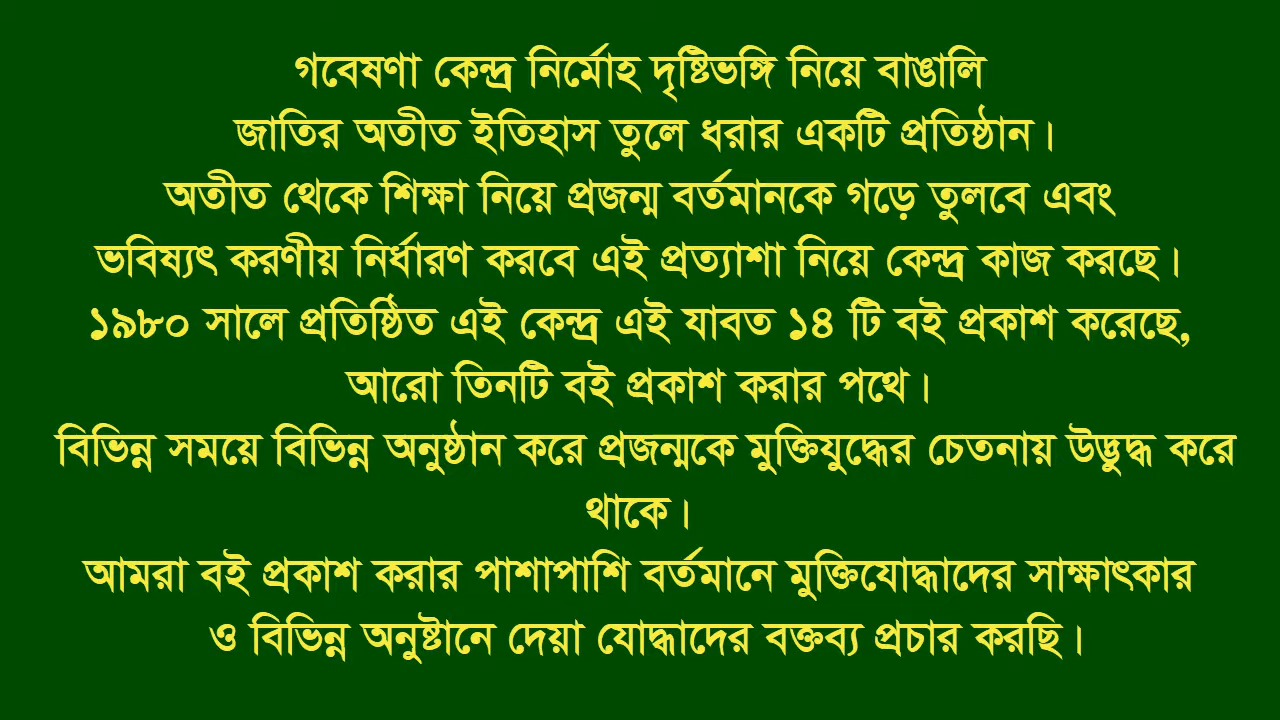 গবেষণা কেন্দ্র নির্মোহ দৃষ্টিভঙ্গি নিয়ে বাঙালি
জাতির অতীত ইতিহাস তুলে ধরার একটি প্রতিষ্ঠান।
অতীত থেকে শিক্ষা নিয়ে প্রজন্ম বর্তমানকে গড়ে তুলবে এবং
ভবিষ্যৎ করণীয় নির্ধারণ করবে এই প্রত্যাশা নিয়ে কেন্দ্র কাজ করছে।
১৯৮০ সালে প্রতিষ্ঠিত এই কেন্দ্র এই যাবত ১৪ টি বই প্রকাশ করেছে,
আরো তিনটি বই প্রকাশ করার পথে।
বিভিন্ন সময়ে বিভিন্ন অনুষ্ঠান করে প্রজন্মকে মুক্তিযুদ্ধের চেতনায় উদ্ভুদ্ধ করে
থাকে।
আমরা বই প্রকাশ করার পাশাপাশি বর্তমানে মুক্তিযোদ্ধাদের সাক্ষাৎকার
ও বিভিন্ন অনুষ্টানে দেয়া যোদ্ধাদের বক্তব্য প্রচার করছি।